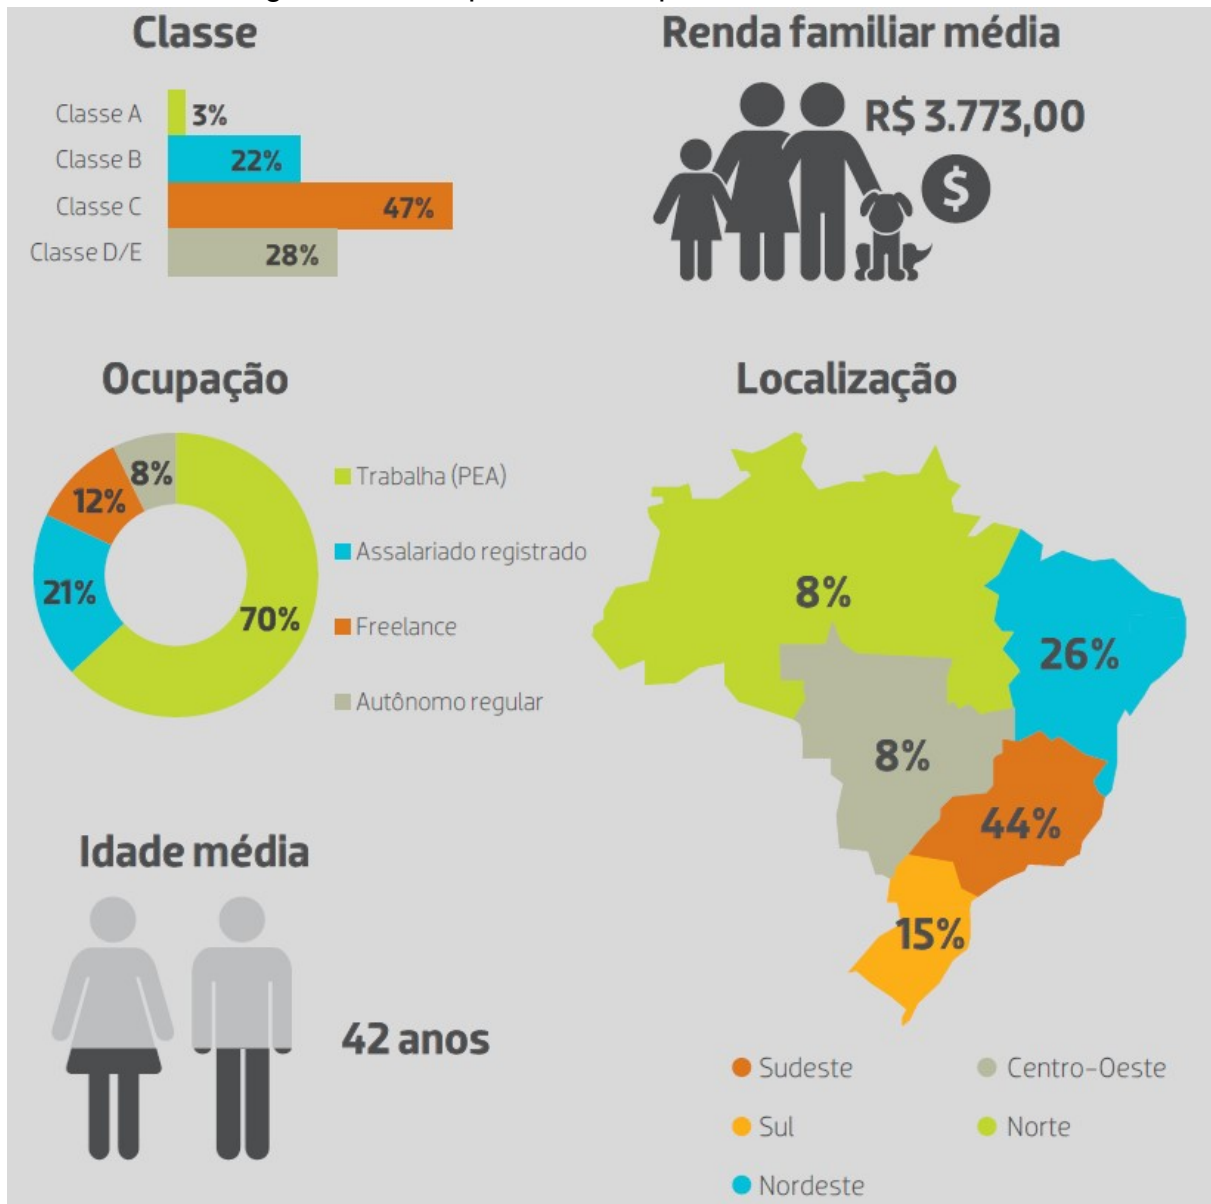 Classe
Classe A 3%
Classe B 22%
Classe C 47%
Classe D/E 28%
Renda familiar média
R$ 3.773,00
$
Ocupação
8%
12%
21%
70%
Trabalha (PEA)
Assalariado registrado
Freelance
Autônomo regular
Localização
8%
26%
8%
44%
15%
Sudeste
Centro-Oeste
Sul
Norte
Nordeste
Idade média
42 anos